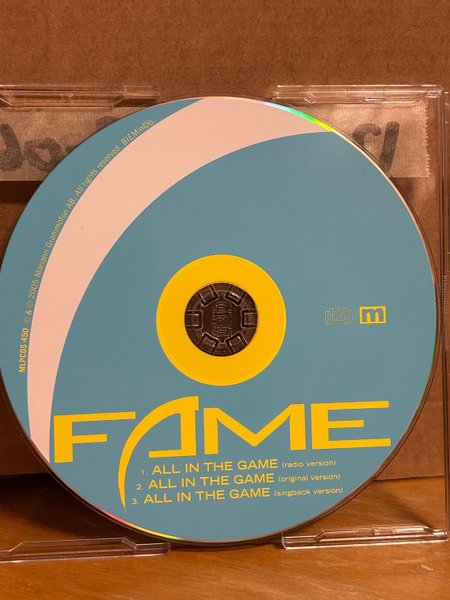 MLPCDS 450 ℗ & © 2005 Mariann Grammofon AB. All rights reserved. BIEM/n©b
FAME
1. ALL IN THE GAME (radio version)
2. ALL IN THE GAME (original version)
3. ALL IN THE GAME (singback version)
m